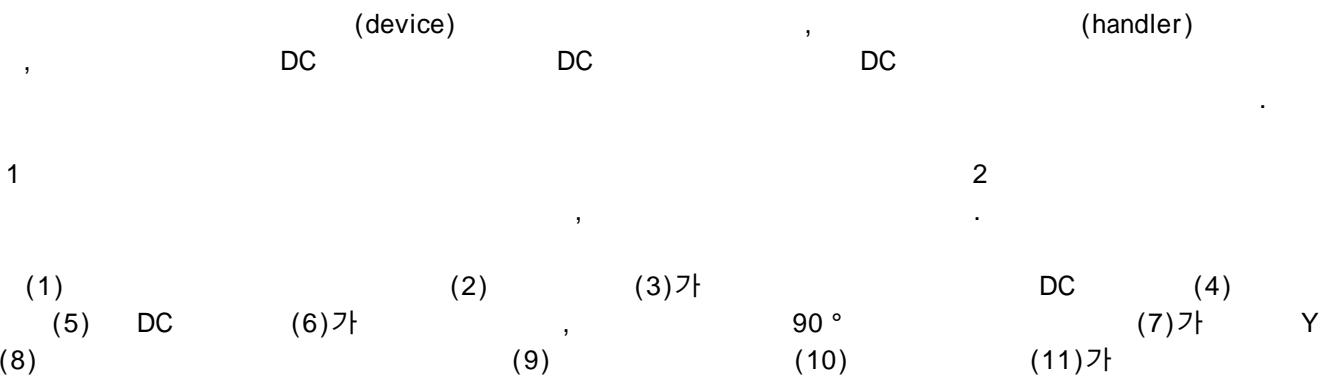 (device) , (handler)
, DC DC DC
.
1 2
, .
(1) (2) (3)가 DC (4)
(5) DC (6)가 , 90 ° (7)가 Y
(8) (9) (10) (11)가